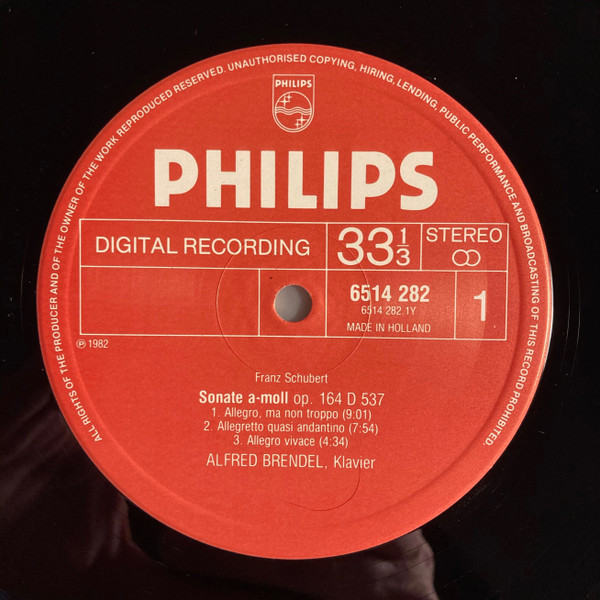 ALL RIGHTS OF THE PRODUCER AND OF THE OWNER OF THE WORK REPRODUCED RESERVED. UNAUTHORISED COPYING, HIRING, LENDING, PUBLIC PERFORMANCE AND BROADCASTING OF THIS RECORD PROHIBITED.
PHILIPS
PHILIPS
DIGITAL RECORDING
33 1/3
STEREO
6514 282
6514 282.1Y
MADE IN HOLLAND
1
℗ 1982
Franz Schubert
Sonate a-moll op. 164 D 537
1. Allegro, ma non troppo (9:01)
2. Allegretto quasi andantino (7:54)
3. Allegro vivace (4:34)
ALFRED BRENDEL, Klavier